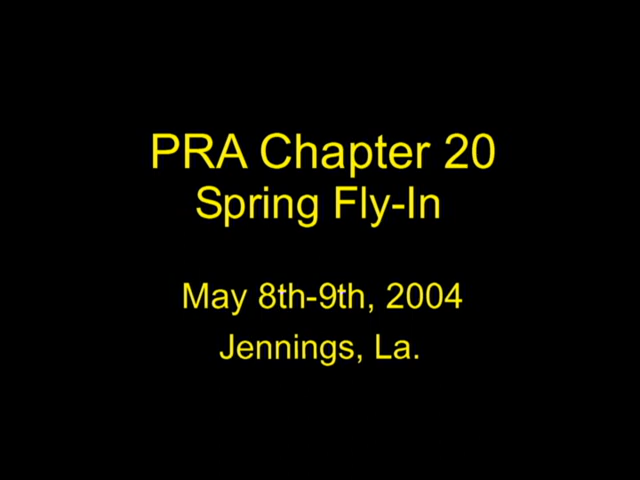 PRA Chapter 20
Spring Fly-In
May 8th-9th, 2004
Jennings, La.